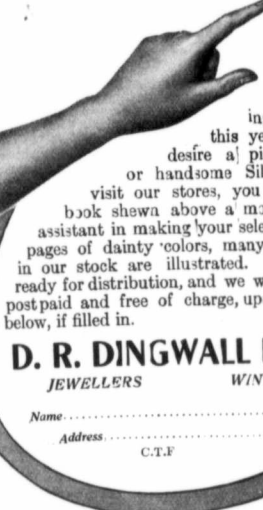 in
this ye
desire a pi
or handsome Sil
visit our stores, you
book shewn above a mo
assistant in making your sele
pages of dainty colors, many
in our stock are illustrated.
ready for distribution, and we w
postpaid and free of charge, up
below, if filled in.
D. R. DINGWALL
JEWELLERS WIN
Name
Address
C.T.F